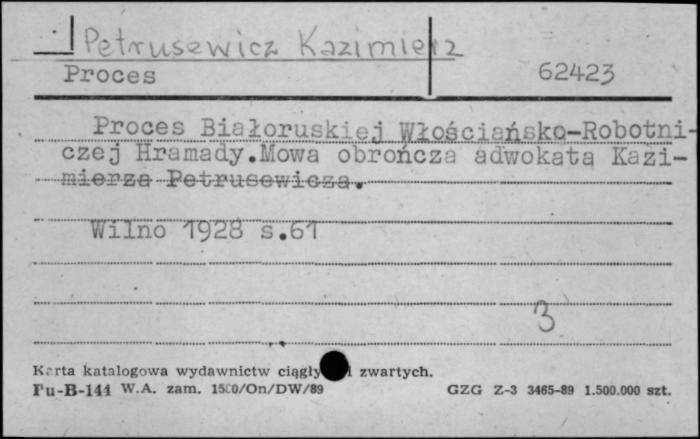 Petrusewicz Kazimierz
Proces 62423
Proces Białoruskiej Włościańsko-Robotni-
czej Hramady.Mowa obrończa adwokata Kazi-
mierza Petrusewicza.
Wilno 1928 s.61
3
Karta katalogowa wydawnictw ciągły i zwartych.
Pu-B-144 W.A. zam. 1500/On/DW/89 GZG Z-3 3465-89 1.500.000 szt.